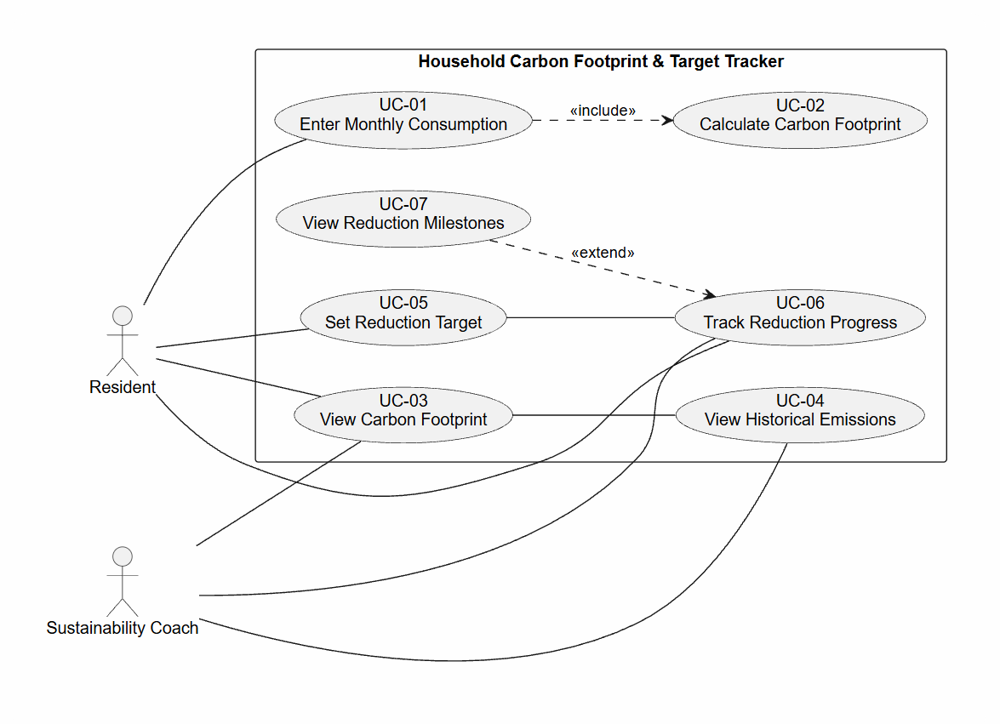 Household Carbon Footprint & Target Tracker
UC-01
Enter Monthly Consumption
«include»
UC-02
Calculate Carbon Footprint
UC-07
View Reduction Milestones
«extend»
UC-05
Set Reduction Target
UC-06
Track Reduction Progress
Resident
UC-03
View Carbon Footprint
UC-04
View Historical Emissions
Sustainability Coach